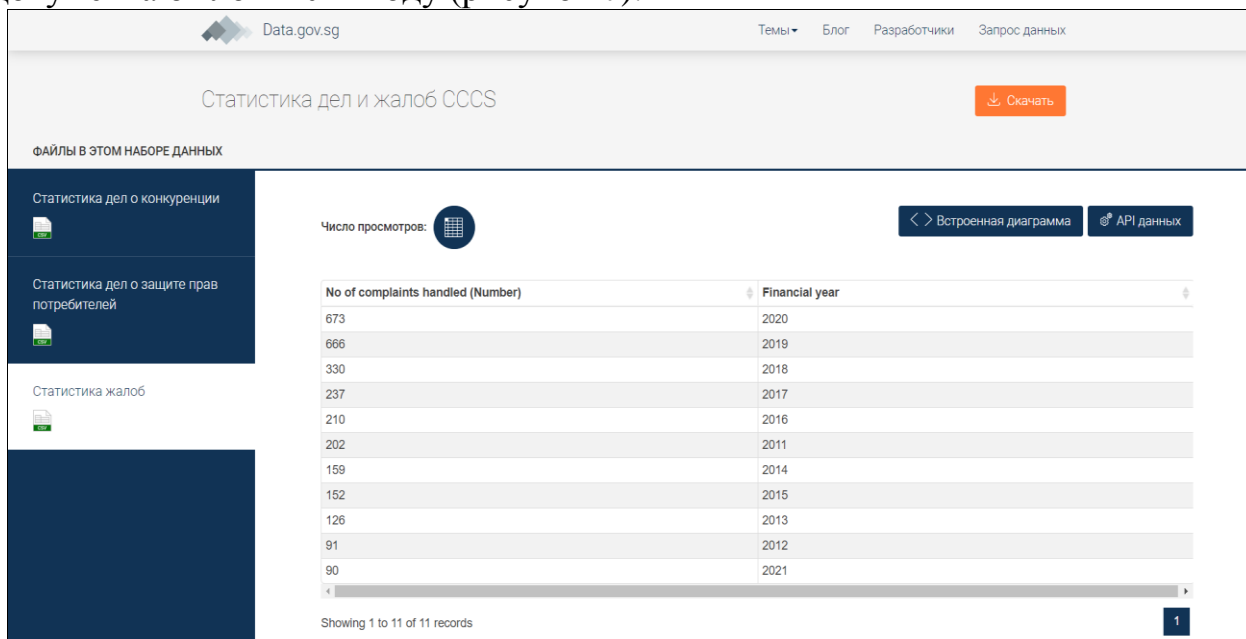 Data.gov.sg Темы Блог Разработчики Запрос данных
Статистика дел и жалоб CCCS Скачать
ФАЙЛЫ В ЭТОМ НАБОРЕ ДАННЫХ
Статистика дел о конкуренции
CSV
Статистика дел о защите прав
потребителей
CSV
Статистика жалоб
CSV
Число просмотров: < > Встроенная диаграмма API данных
No of complaints handled (Number) Financial year
673 2020
666 2019
330 2018
237 2017
210 2016
202 2011
159 2014
152 2015
126 2013
91 2012
90 2021
Showing 1 to 11 of 11 records 1